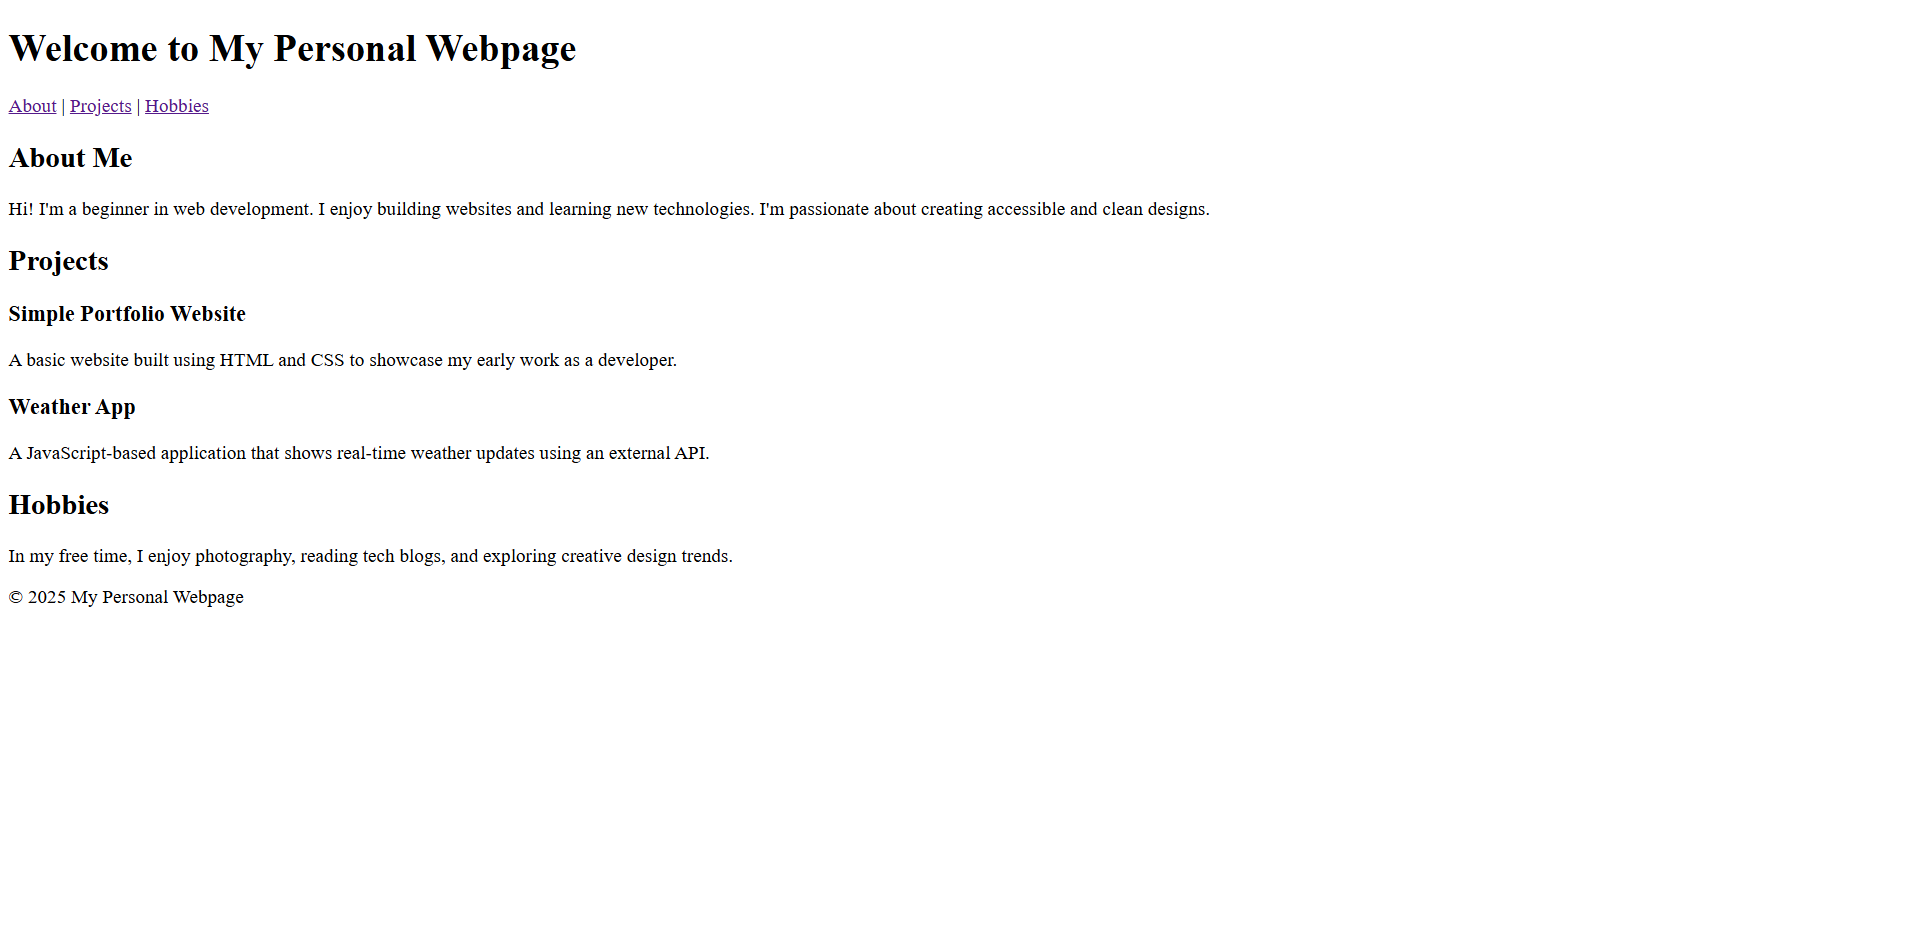 Welcome to My Personal Webpage
About | Projects | Hobbies
About Me
Hi! I'm a beginner in web development. I enjoy building websites and learning new technologies. I'm passionate about creating accessible and clean designs.
Projects
Simple Portfolio Website
A basic website built using HTML and CSS to showcase my early work as a developer.
Weather App
A JavaScript-based application that shows real-time weather updates using an external API.
Hobbies
In my free time, I enjoy photography, reading tech blogs, and exploring creative design trends.
© 2025 My Personal Webpage